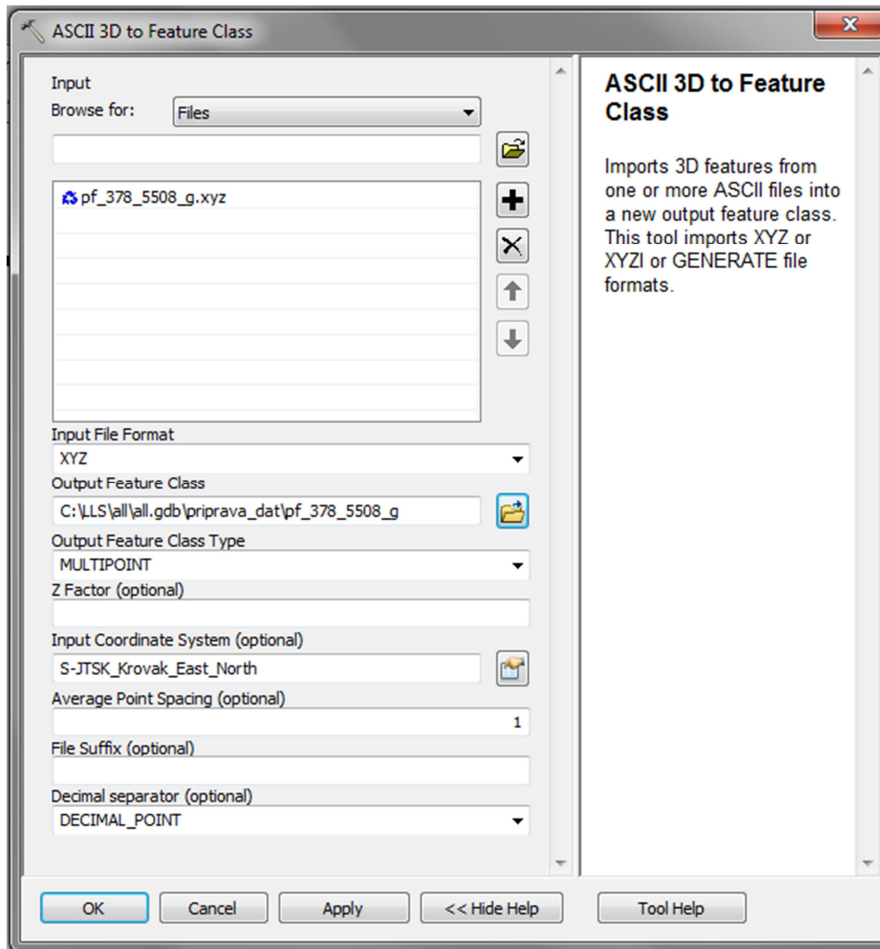 ASCII 3D to Feature Class
Input
Browse for:
Files
pf_378_5508_g.xyz
Input File Format
XYZ
Output Feature Class
C:\LLS\all\all.gdb\priprava_dat\pf_378_5508_g
Output Feature Class Type
MULTIPOINT
Z Factor (optional)
Input Coordinate System (optional)
S-JTSK_Krovak_East_North
Average Point Spacing (optional)
1
File Suffix (optional)
Decimal separator (optional)
DECIMAL_POINT
OK
Cancel
Apply
<< Hide Help
Tool Help
ASCII 3D to Feature
Class
Imports 3D features from
one or more ASCII files into
a new output feature class.
This tool imports XYZ or
XYZI or GENERATE file
formats.